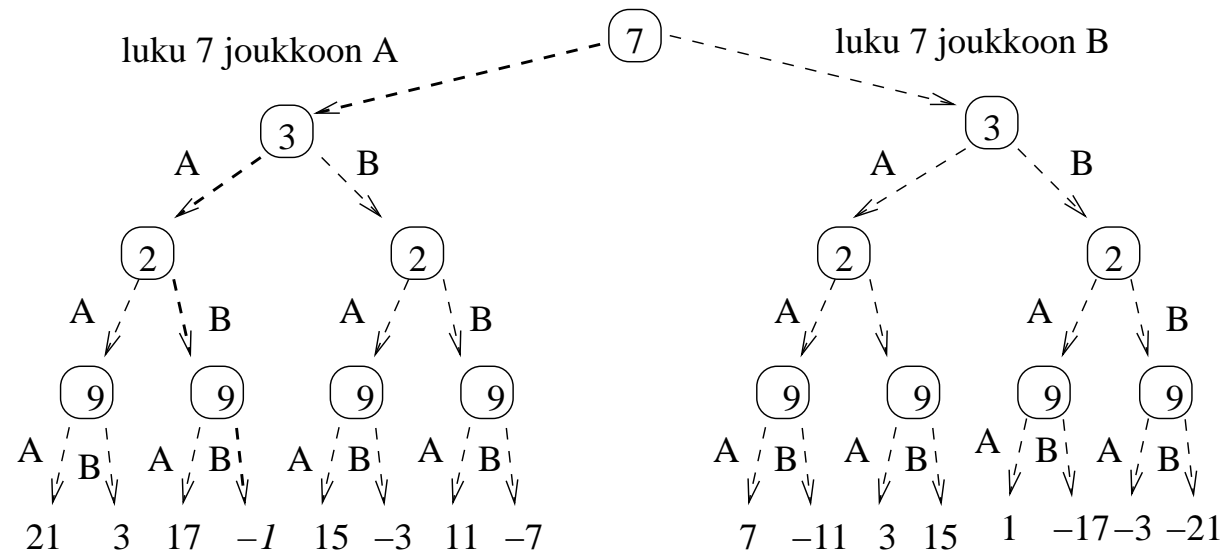 7
luku 7 joukkoon A luku 7 joukkoon B
3 3
A B A B
2 2 2 2
A B A B A A B
9 9 9 9 9 9 9 9
A B A B A B A B A B A B A B A B
21 3 17 −1 15 −3 11 −7 7 −11 3 15 1 −17 −3 −21